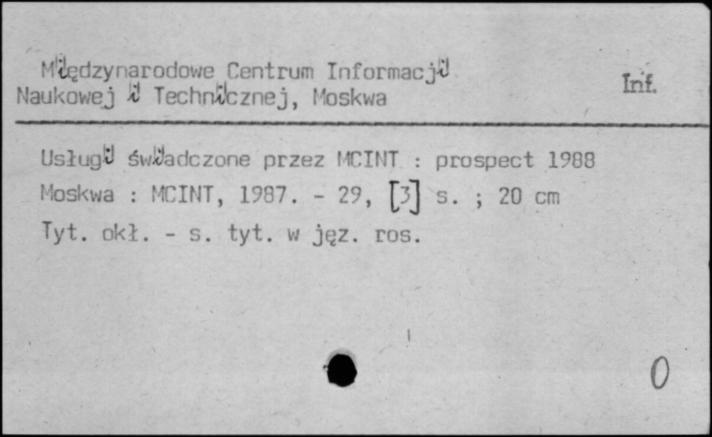 Międzynarodowe Centrum Informacji
Inf.
Naukowej i Technicznej, Moskwa
Usługi świadczone przez MCINT : prospect 1988
Moskwa : MCINT, 1987. - 29, [3] s. ; 20 cm
Tyt. okł. - s. tyt. w jęz. ros.
0